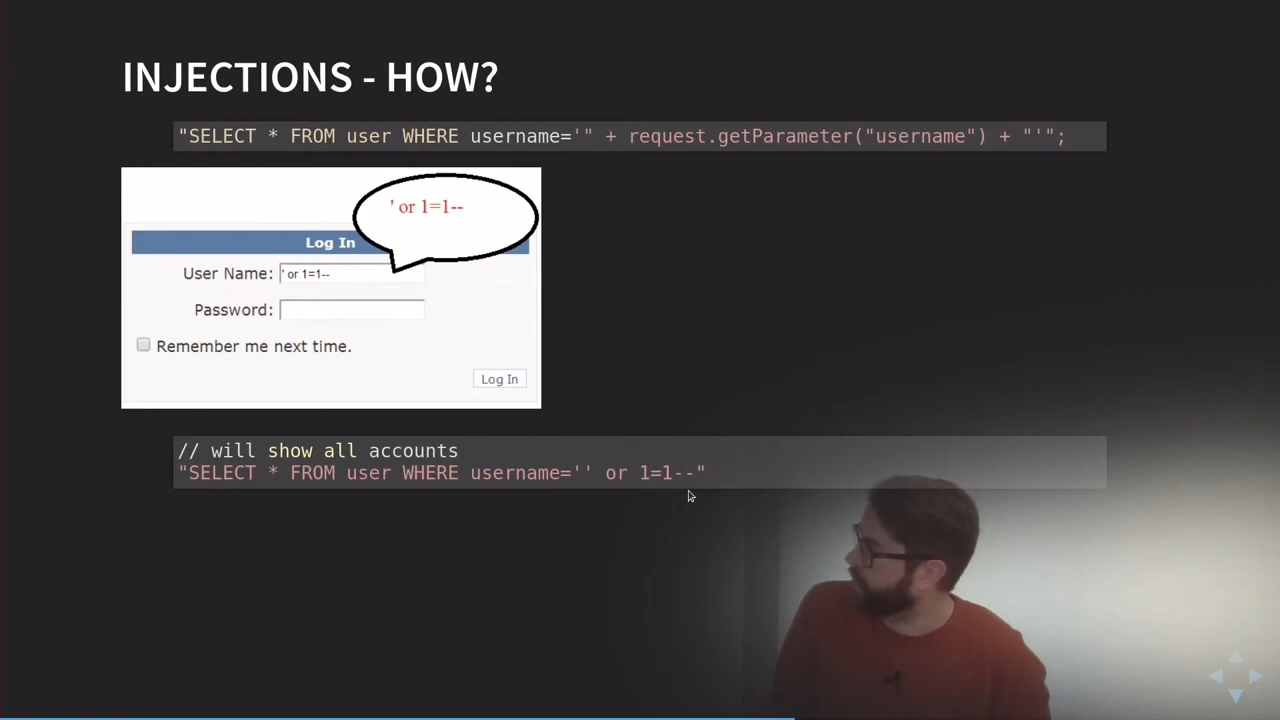 INJECTIONS - HOW?
"SELECT * FROM user WHERE username='" + request.getParameter("username") + "'";
' or 1=1--
Log In
User Name: ' or 1=1--
Password:
Remember me next time.
Log In
// will show all accounts
"SELECT * FROM user WHERE username='' or 1=1--"